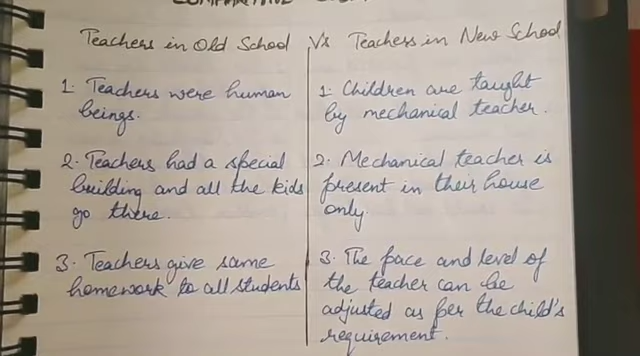 Teachers in Old School Vs Teachers in New School
1. Teachers were human
beings.
1. Children are taught
by mechanical teacher.
2. Teachers had a special
building and all the kids
go there.
2. Mechanical teacher is
present in their house
only.
3. Teachers give same
homework to all students
3. The pace and level of
the teacher can be
adjusted as per the child's
requirement.